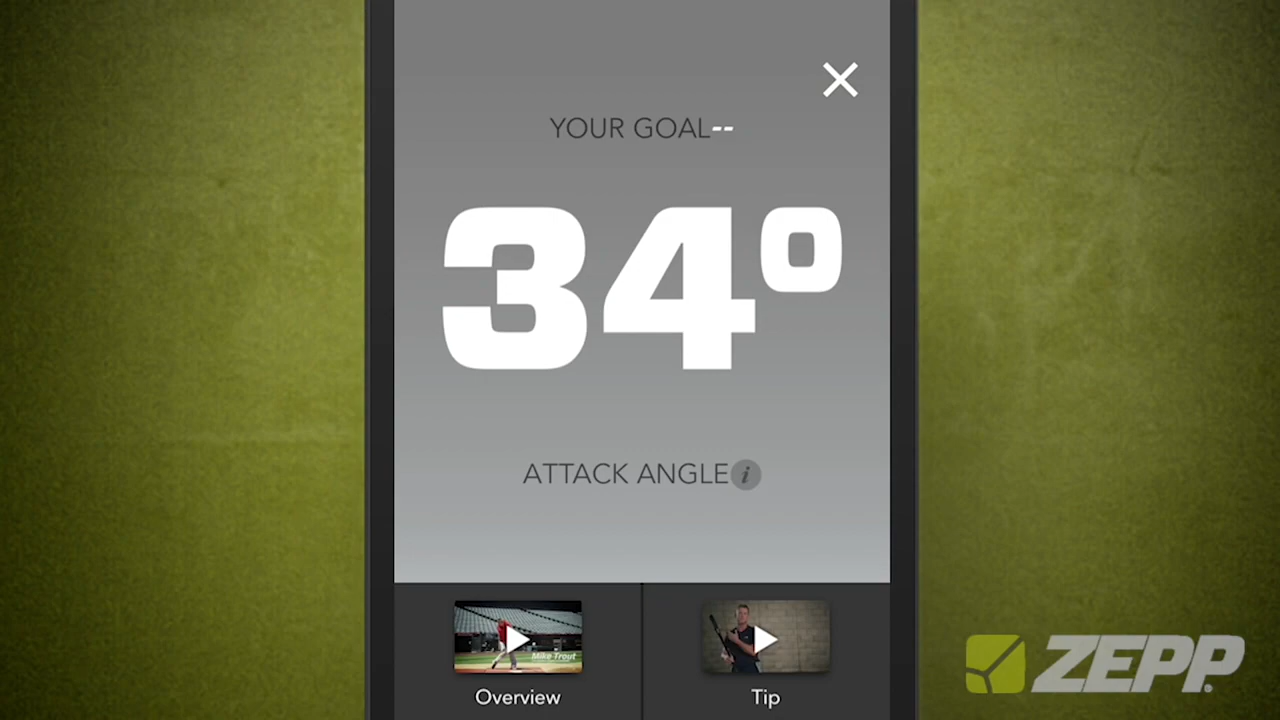 YOUR GOAL--
34°
ATTACK ANGLE i
Mike Trout
Overview
Tip
ZEPP.